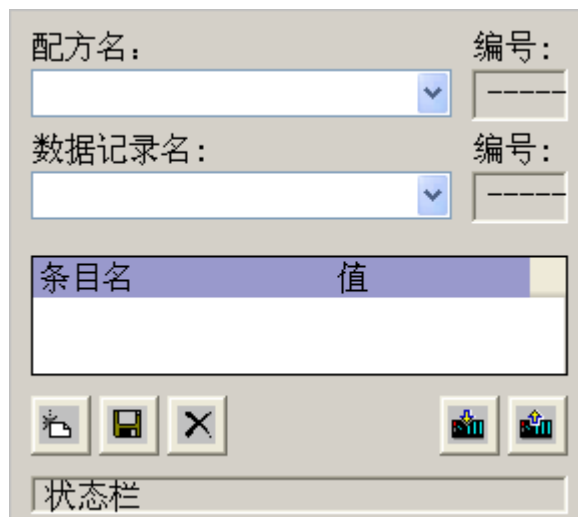 配方名： 编号：
-----
数据记录名： 编号：
-----
条目名 值
状态栏